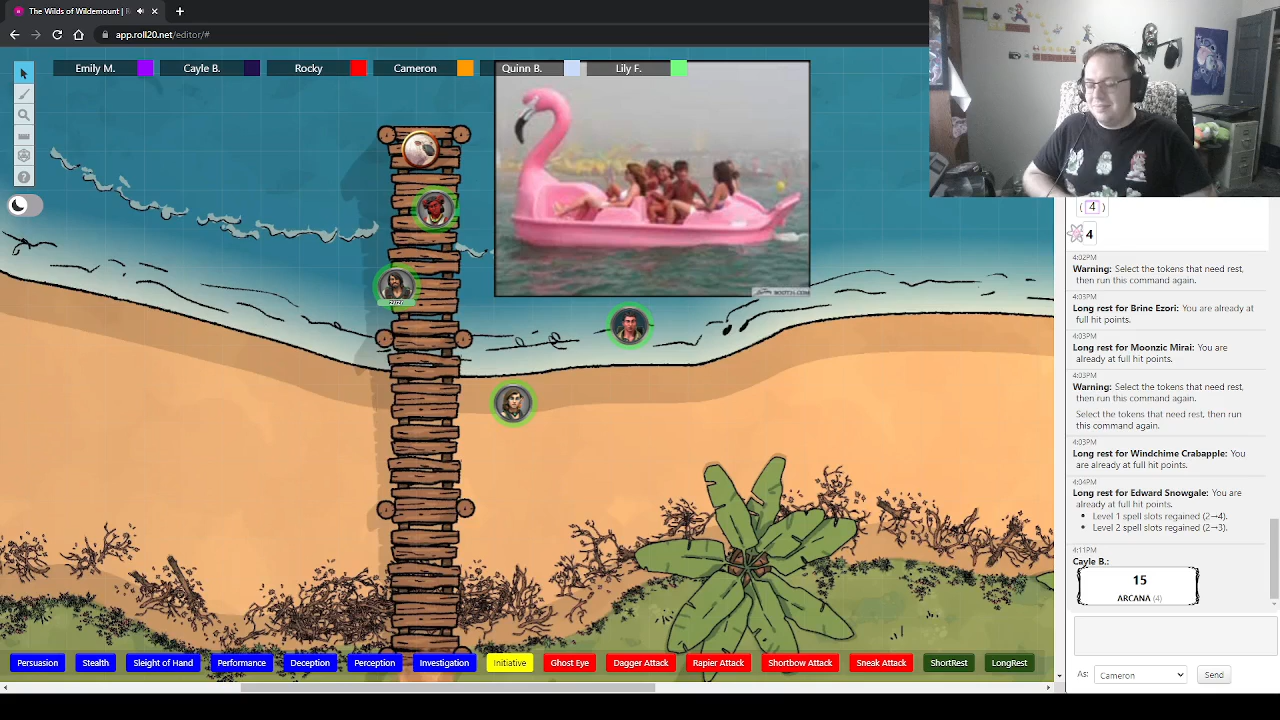 The Wilds of Wildemount |
app.roll20.net/editor/#
Emily M.
Cayle B.
Rocky
Cameron
Quinn B.
Lily F.
4
4
4:02PM
Warning: Select the tokens that need rest,
then run this command again.
4:03PM
Long rest for Brine Ezori: You are already at
full hit points.
4:03PM
Long rest for Moonzic Mirai: You are
already at full hit points.
4:03PM
Warning: Select the tokens that need rest,
then run this command again.
Select the tokens that need rest, then run
this command again.
4:03PM
Long rest for Windchime Crabapple: You
are already at full hit points.
4:04PM
Long rest for Edward Snowgale: You are
already at full hit points.
Level 1 spell slots regained (2→4).
Level 2 spell slots regained (2→3).
4:11PM
Cayle B.:
15
ARCANA (4)
Persuasion
Stealth
Sleight of Hand
Performance
Deception
Perception
Investigation
Initiative
Ghost Eye
Dagger Attack
Rapier Attack
Shortbow Attack
Sneak Attack
ShortRest
LongRest
As:
Cameron
Send